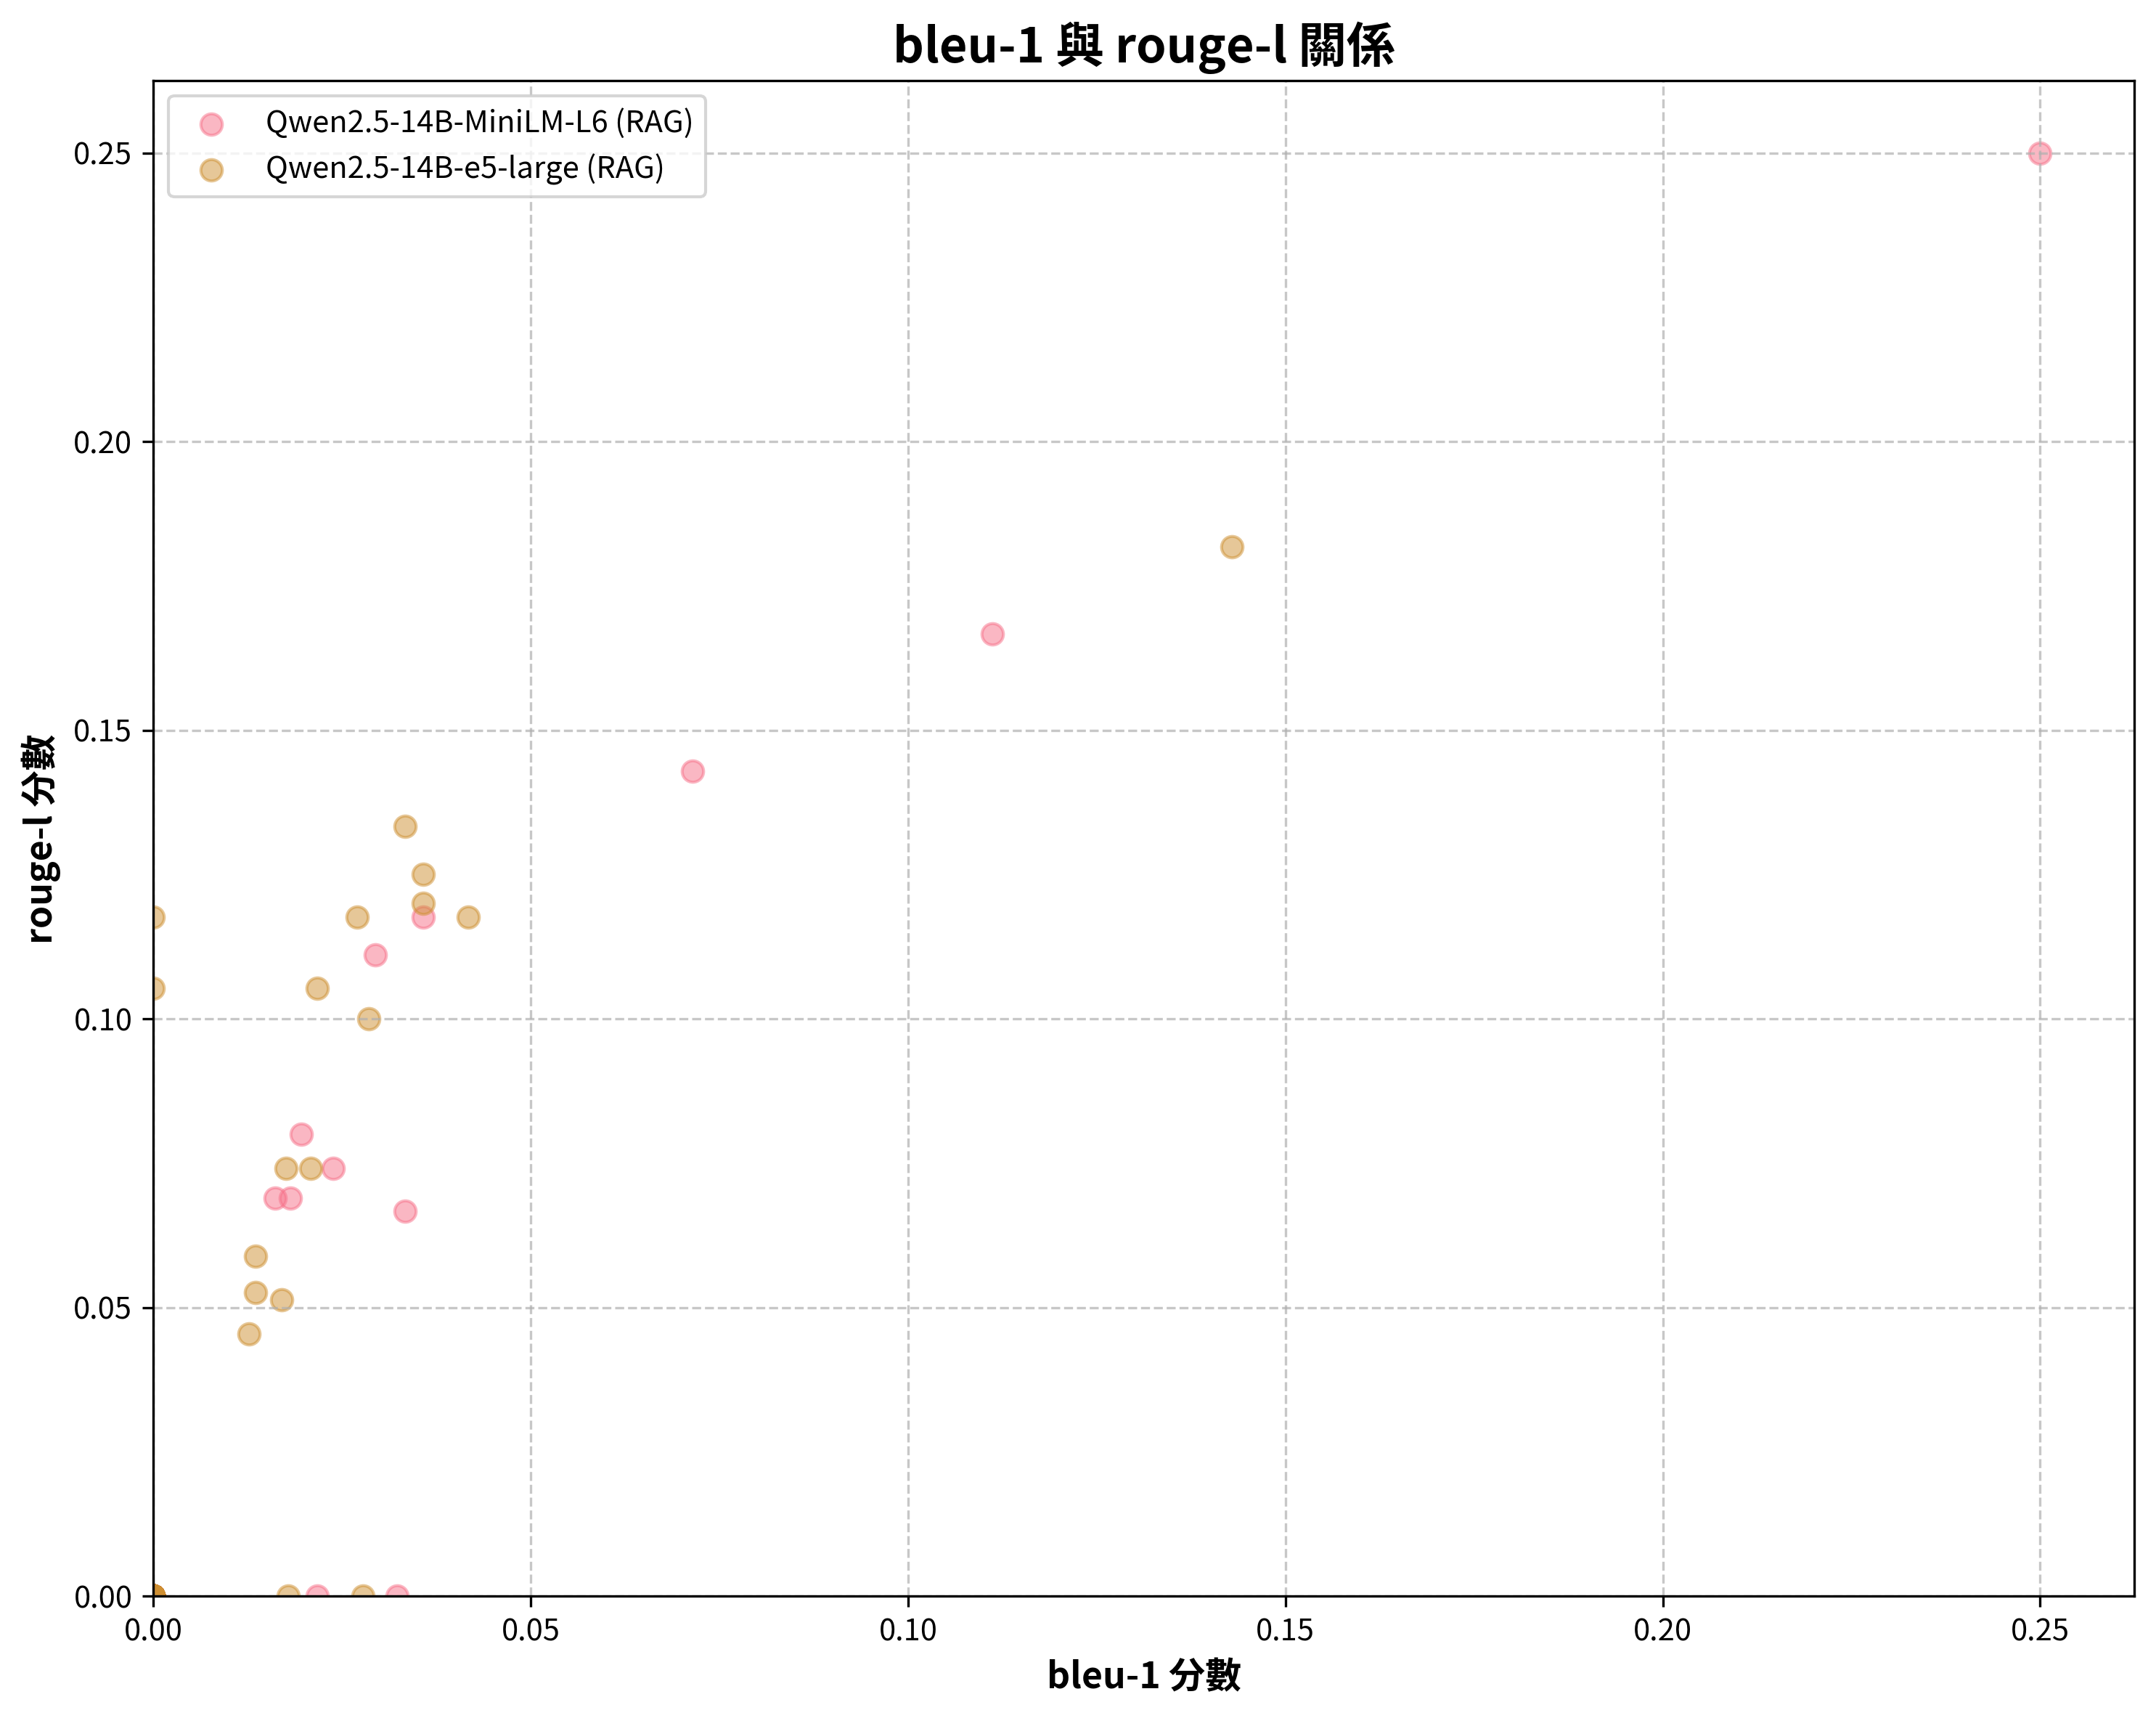 bleu-1 與 rouge-l 關係
Qwen2.5-14B-MiniLM-L6 (RAG)
Qwen2.5-14B-e5-large (RAG)
rouge-l 分數
0.25
0.20
0.15
0.10
0.05
0.00
0.00 0.05 0.10 0.15 0.20 0.25
bleu-1 分數